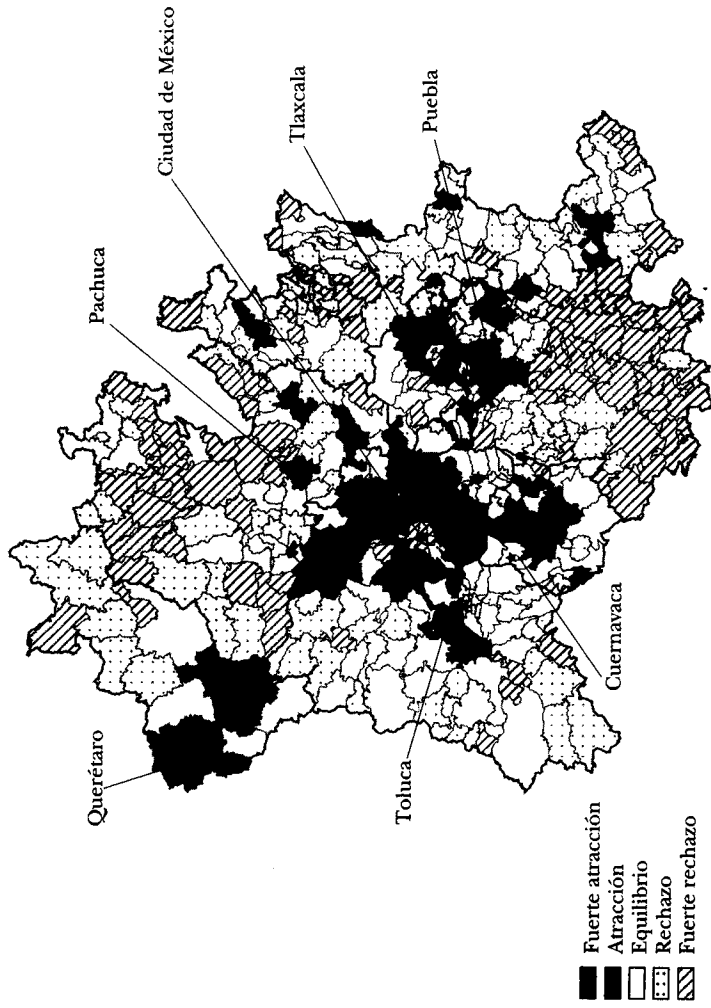 Querétaro
Pachuca
Ciudad de México
Tlaxcala
Puebla
Toluca
Cuernavaca
Fuerte atracción
Atracción
Equilibrio
Rechazo
Fuerte rechazo